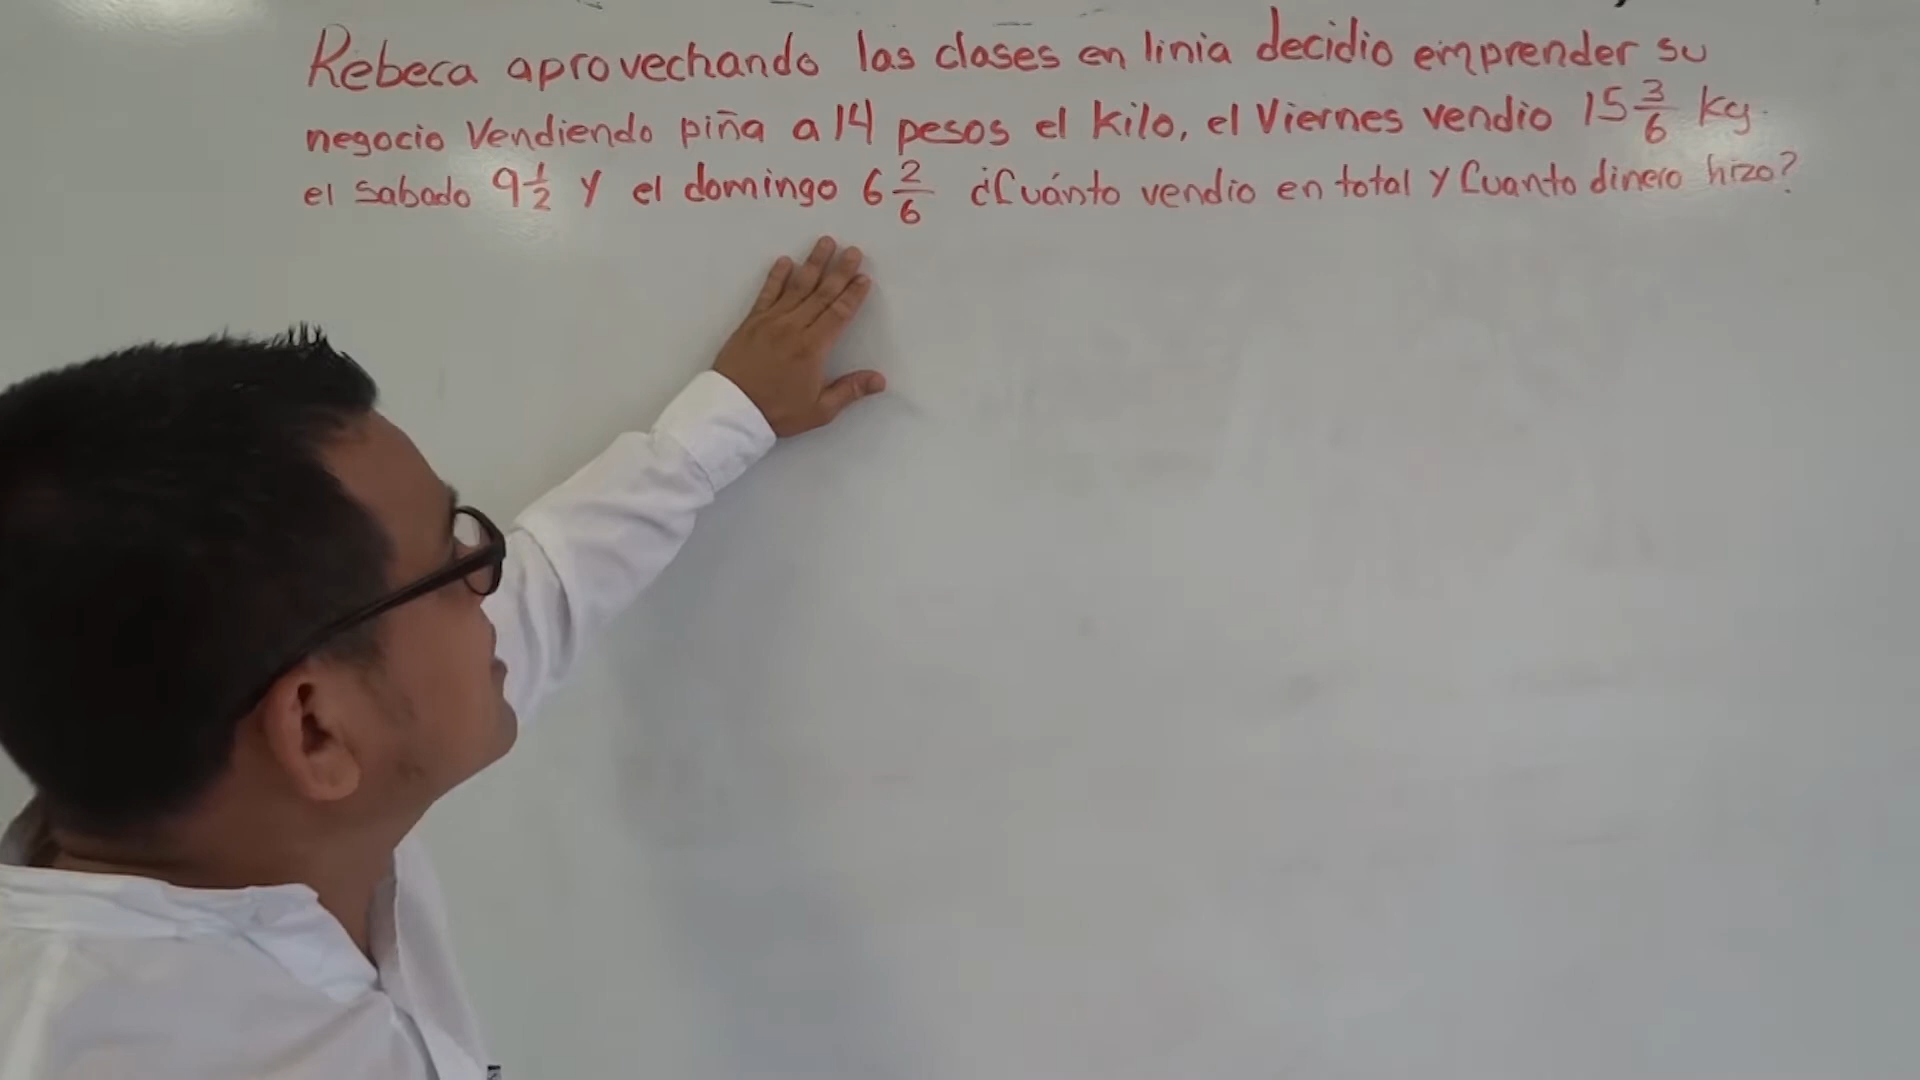 Rebeca aprovechando las clases en linia decidio emprender su
negocio Vendiendo piña a 14 pesos el kilo, el Viernes vendio 15 3/6 kg.
el sabado 9 1/2 y el domingo 6 2/6 ¿Cuánto vendio en total y Cuanto dinero hizo?